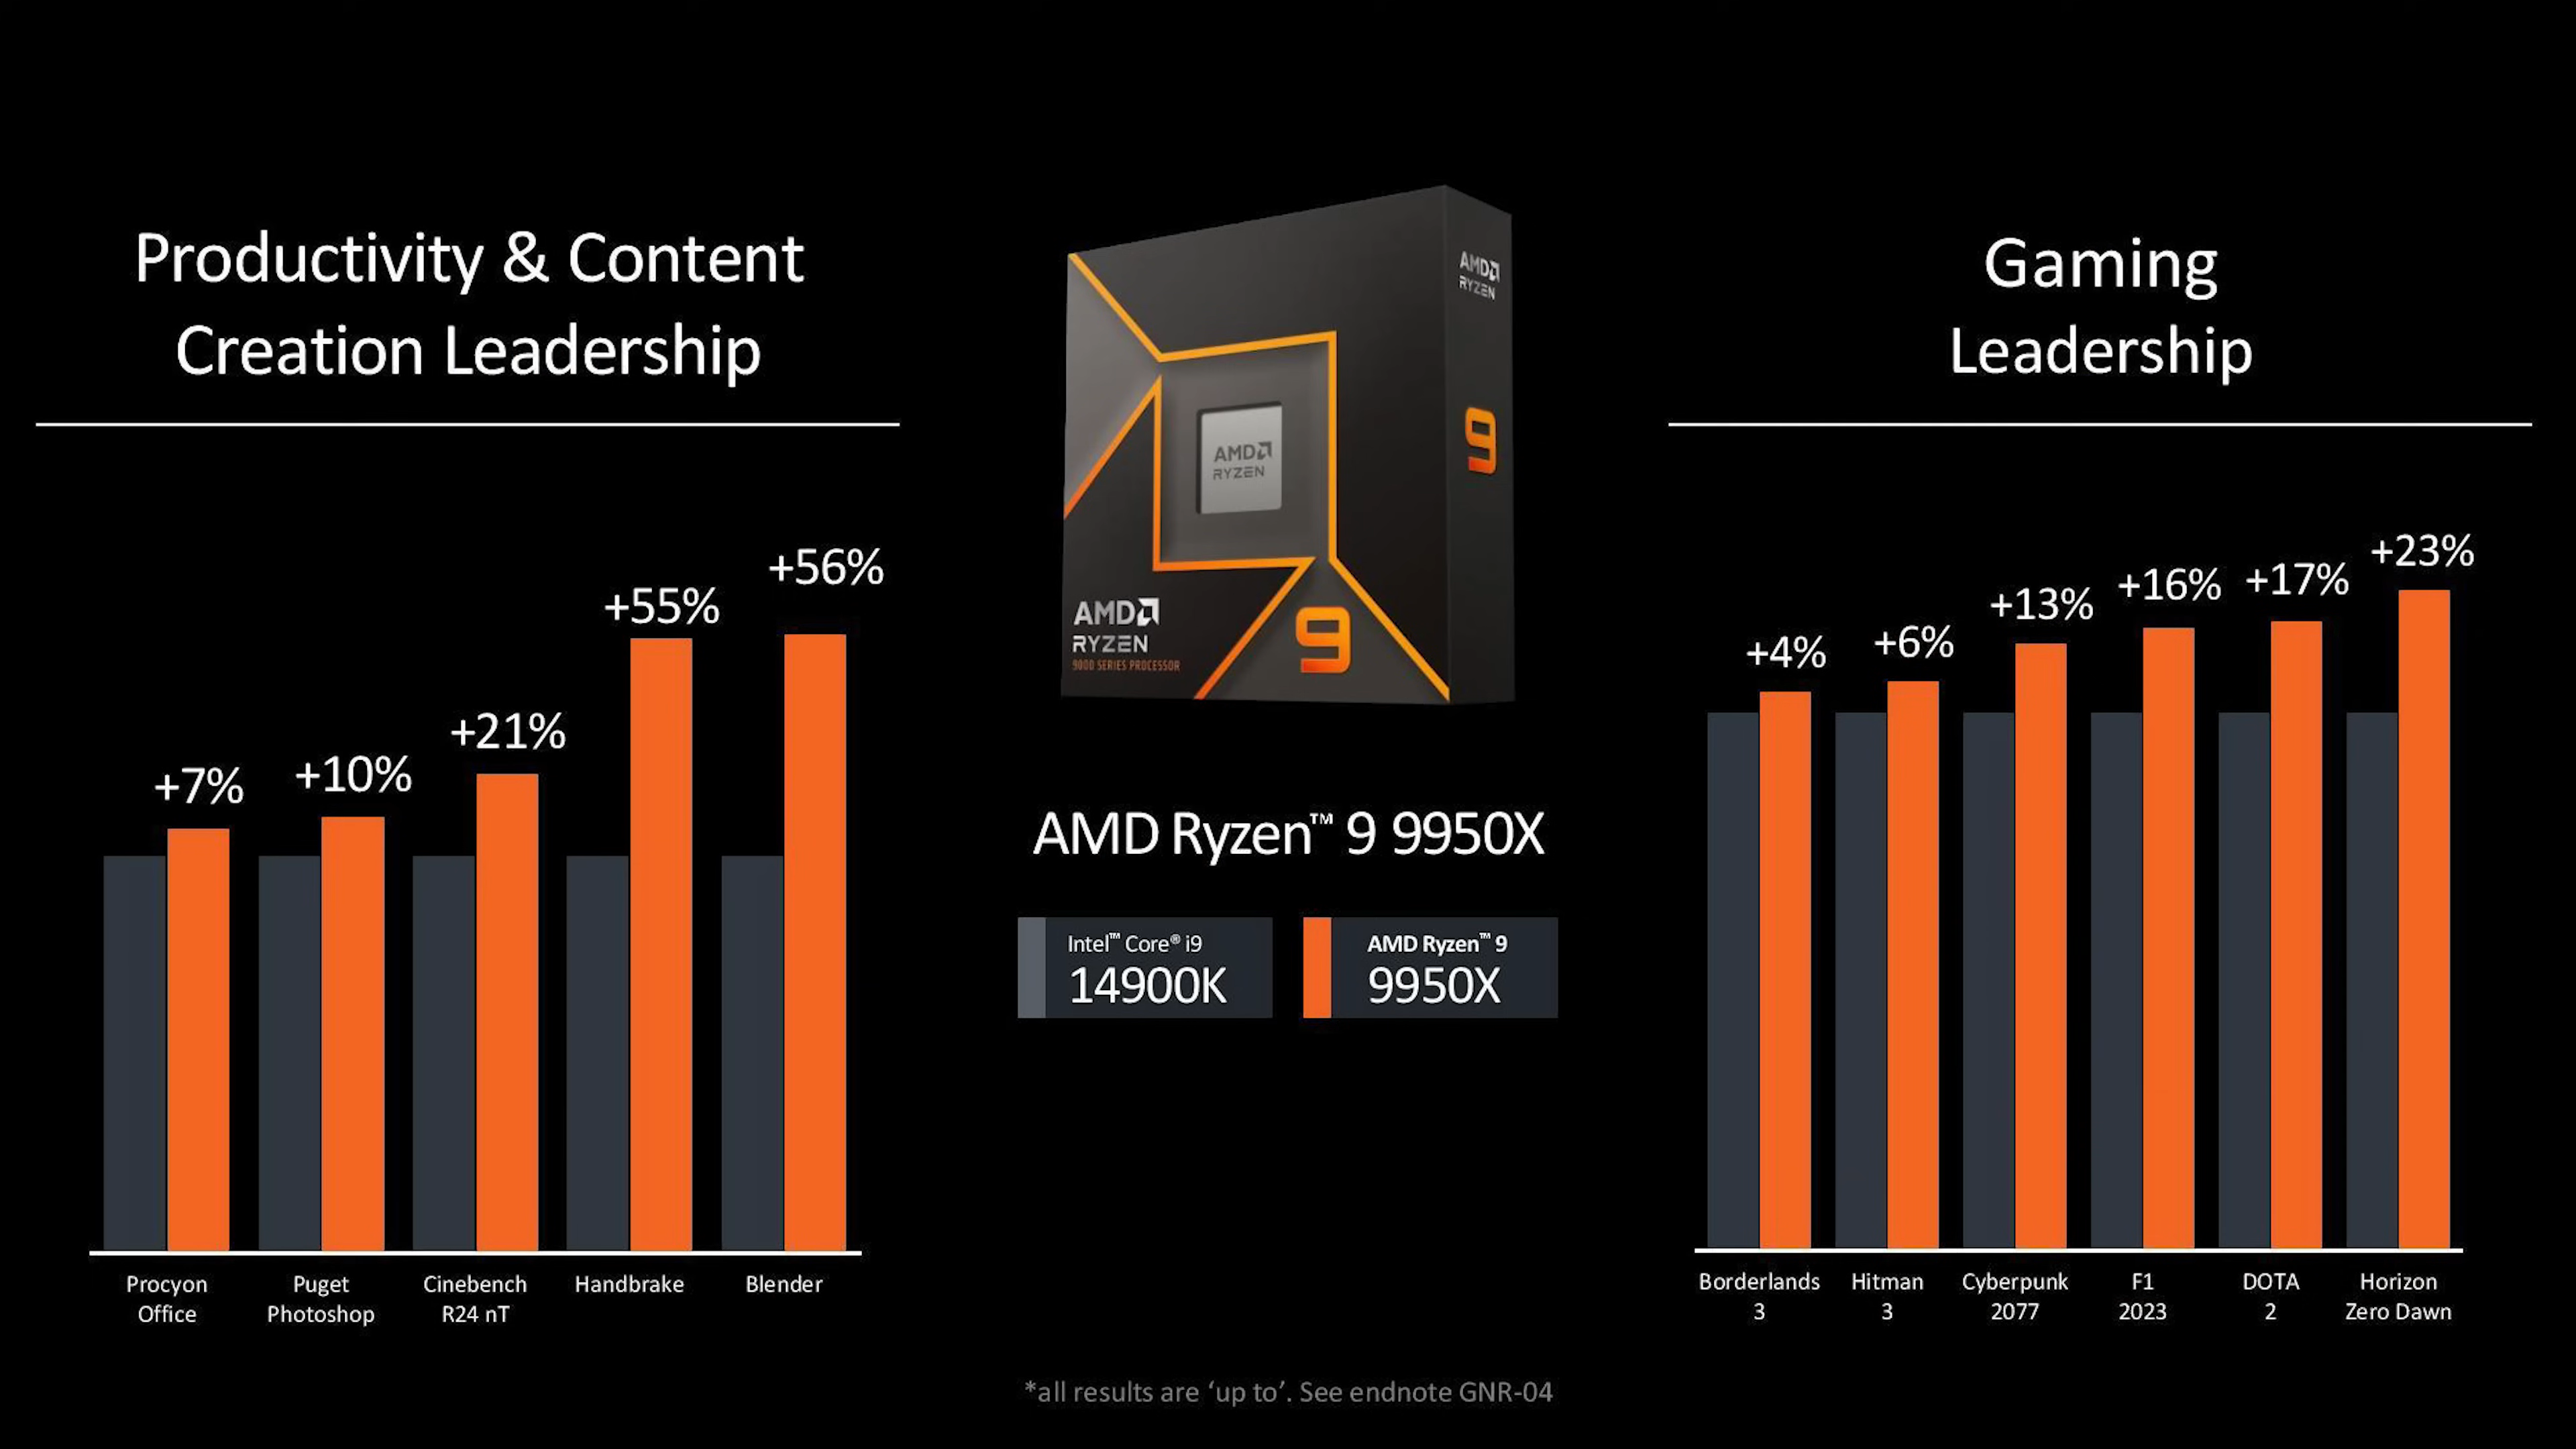 Productivity & Content
Creation Leadership
+7%
+10%
+21%
+55%
+56%
Procyon
Office
Puget
Photoshop
Cinebench
R24 nT
Handbrake
Blender
AMD
RYZEN
9
AMD
RYZEN
AMD
RYZEN
9000 SERIES PROCESSOR
9
AMD Ryzen™ 9 9950X
Intel™ Core® i9
14900K
AMD Ryzen™ 9
9950X
Gaming
Leadership
+4%
+6%
+13%
+16%
+17%
+23%
Borderlands
3
Hitman
3
Cyberpunk
2077
F1
2023
DOTA
2
Horizon
Zero Dawn
*all results are ‘up to’. See endnote GNR-04